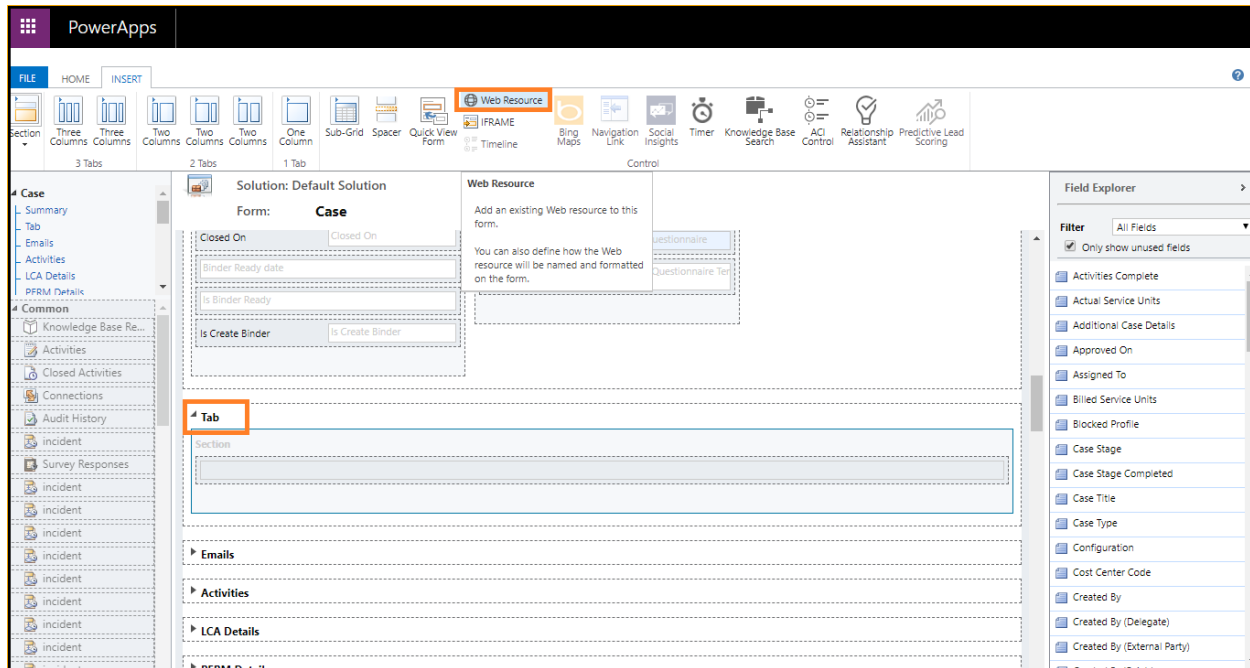 PowerApps
FILE HOME INSERT
Web Resource
IFRAME
Timeline
Section
Three Columns
Three Columns
Two Columns
Two Columns
Two Columns
One Column
Sub-Grid
Spacer
Quick View Form
Bing Maps
Navigation Link
Social Insights
Timer
Knowledge Base Search
ACI Control
Relationship Assistant
Predictive Lead Scoring
3 Tabs
2 Tabs
1 Tab
Control
Case
Summary
Tab
Emails
Activities
LCA Details
PERM Details
Common
Knowledge Base Re...
Activities
Closed Activities
Connections
Audit History
incident
Survey Responses
incident
incident
incident
incident
incident
incident
incident
incident
Solution: Default Solution
Form: Case
Closed On
Closed On
Binder Ready date
Is Binder Ready
Is Create Binder
Is Create Binder
Web Resource
Add an existing Web resource to this
form.
You can also define how the Web
resource will be named and formatted
on the form.
uestionnaire
Questionnaire Ter
Tab
Section
Emails
Activities
LCA Details
PERM Details
Field Explorer
Filter All Fields
Only show unused fields
Activities Complete
Actual Service Units
Additional Case Details
Approved On
Assigned To
Billed Service Units
Blocked Profile
Case Stage
Case Stage Completed
Case Title
Case Type
Configuration
Cost Center Code
Created By
Created By (Delegate)
Created By (External Party)